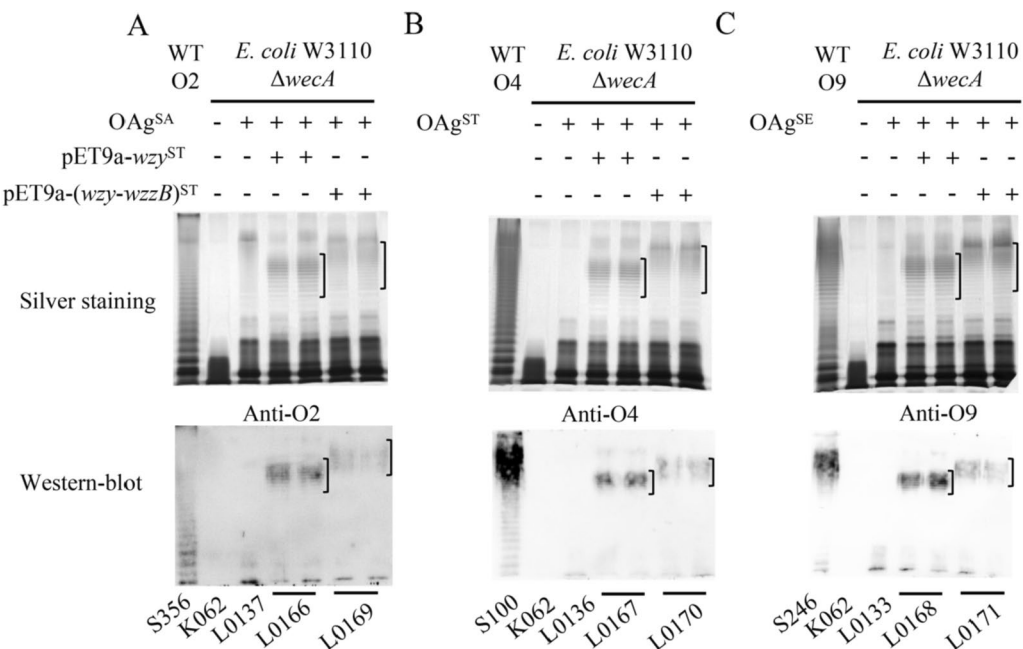 A
WT
O2
E. coli W3110
ΔwecA
OAgSA
- + + + + +
pET9a-wzyST
- - + + - -
pET9a-(wzy-wzzB)ST
- - - - + +
B
WT
O4
E. coli W3110
ΔwecA
OAgST
- + + + + +
- - + + - -
- - - - + +
C
WT
O9
E. coli W3110
ΔwecA
OAgSE
- + + + + +
- - + + - -
- - - - + +
Silver staining
Anti-O2
Anti-O4
Anti-O9
Western-blot
S356
K062
L0137
L0166
L0169
S100
K062
L0136
L0167
L0170
S246
K062
L0133
L0168
L0171